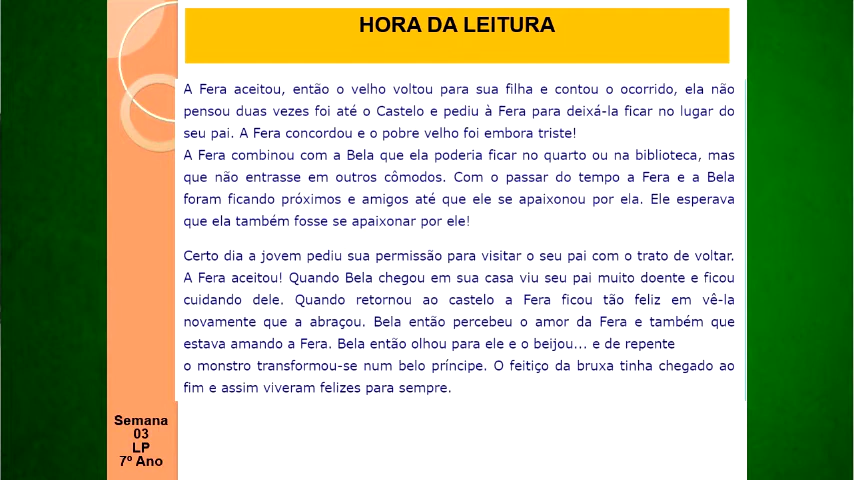 HORA DA LEITURA
A Fera aceitou, então o velho voltou para sua filha e contou o ocorrido, ela não
pensou duas vezes foi até o Castelo e pediu à Fera para deixá-la ficar no lugar do
seu pai. A Fera concordou e o pobre velho foi embora triste!
A Fera combinou com a Bela que ela poderia ficar no quarto ou na biblioteca, mas
que não entrasse em outros cômodos. Com o passar do tempo a Fera e a Bela
foram ficando próximos e amigos até que ele se apaixonou por ela. Ele esperava
que ela também fosse se apaixonar por ele!
Certo dia a jovem pediu sua permissão para visitar o seu pai com o trato de voltar.
A Fera aceitou! Quando Bela chegou em sua casa viu seu pai muito doente e ficou
cuidando dele. Quando retornou ao castelo a Fera ficou tão feliz em vê-la
novamente que a abraçou. Bela então percebeu o amor da Fera e também que
estava amando a Fera. Bela então olhou para ele e o beijou... e de repente
o monstro transformou-se num belo príncipe. O feitiço da bruxa tinha chegado ao
fim e assim viveram felizes para sempre.
Semana
03
LP
7º Ano